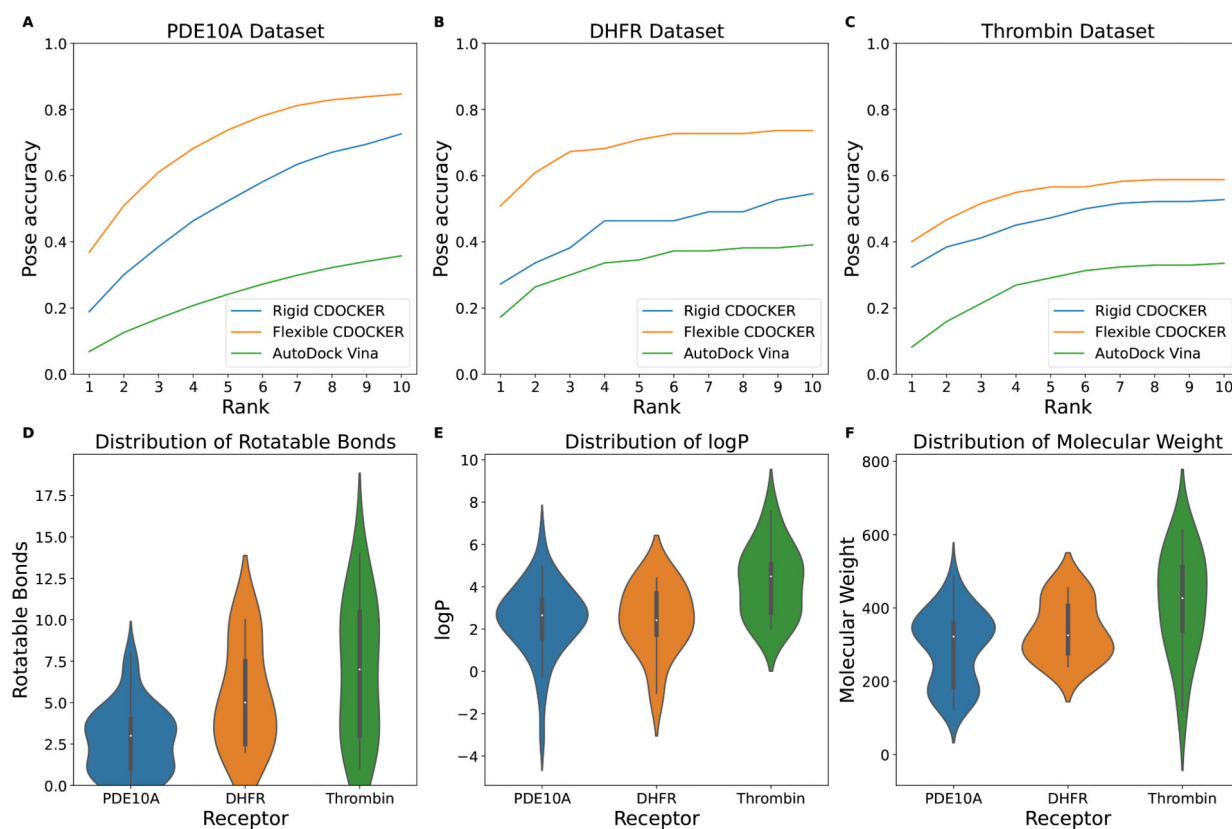 A
PDE10A Dataset
Pose accuracy
1.0
0.8
0.6
0.4
0.2
0.0
Rigid CDOCKER
Flexible CDOCKER
AutoDock Vina
1 2 3 4 5 6 7 8 9 10
Rank
B
DHFR Dataset
Pose accuracy
1.0
0.8
0.6
0.4
0.2
0.0
Rigid CDOCKER
Flexible CDOCKER
AutoDock Vina
1 2 3 4 5 6 7 8 9 10
Rank
C
Thrombin Dataset
Pose accuracy
1.0
0.8
0.6
0.4
0.2
0.0
Rigid CDOCKER
Flexible CDOCKER
AutoDock Vina
1 2 3 4 5 6 7 8 9 10
Rank
D
Distribution of Rotatable Bonds
Rotatable Bonds
17.5
15.0
12.5
10.0
7.5
5.0
2.5
0.0
PDE10A DHFR Thrombin
Receptor
E
Distribution of logP
logP
10
8
6
4
2
0
−2
−4
PDE10A DHFR Thrombin
Receptor
F
Distribution of Molecular Weight
Molecular Weight
800
600
400
200
0
PDE10A DHFR Thrombin
Receptor